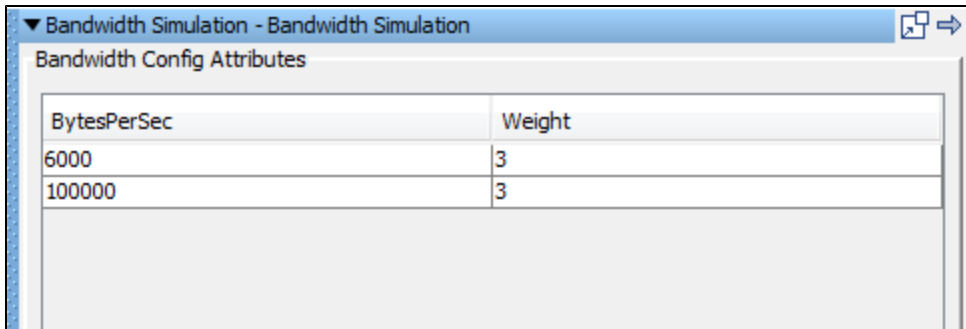 Bandwidth Simulation - Bandwidth Simulation
Bandwidth Config Attributes
BytesPerSec Weight
6000 3
100000 3